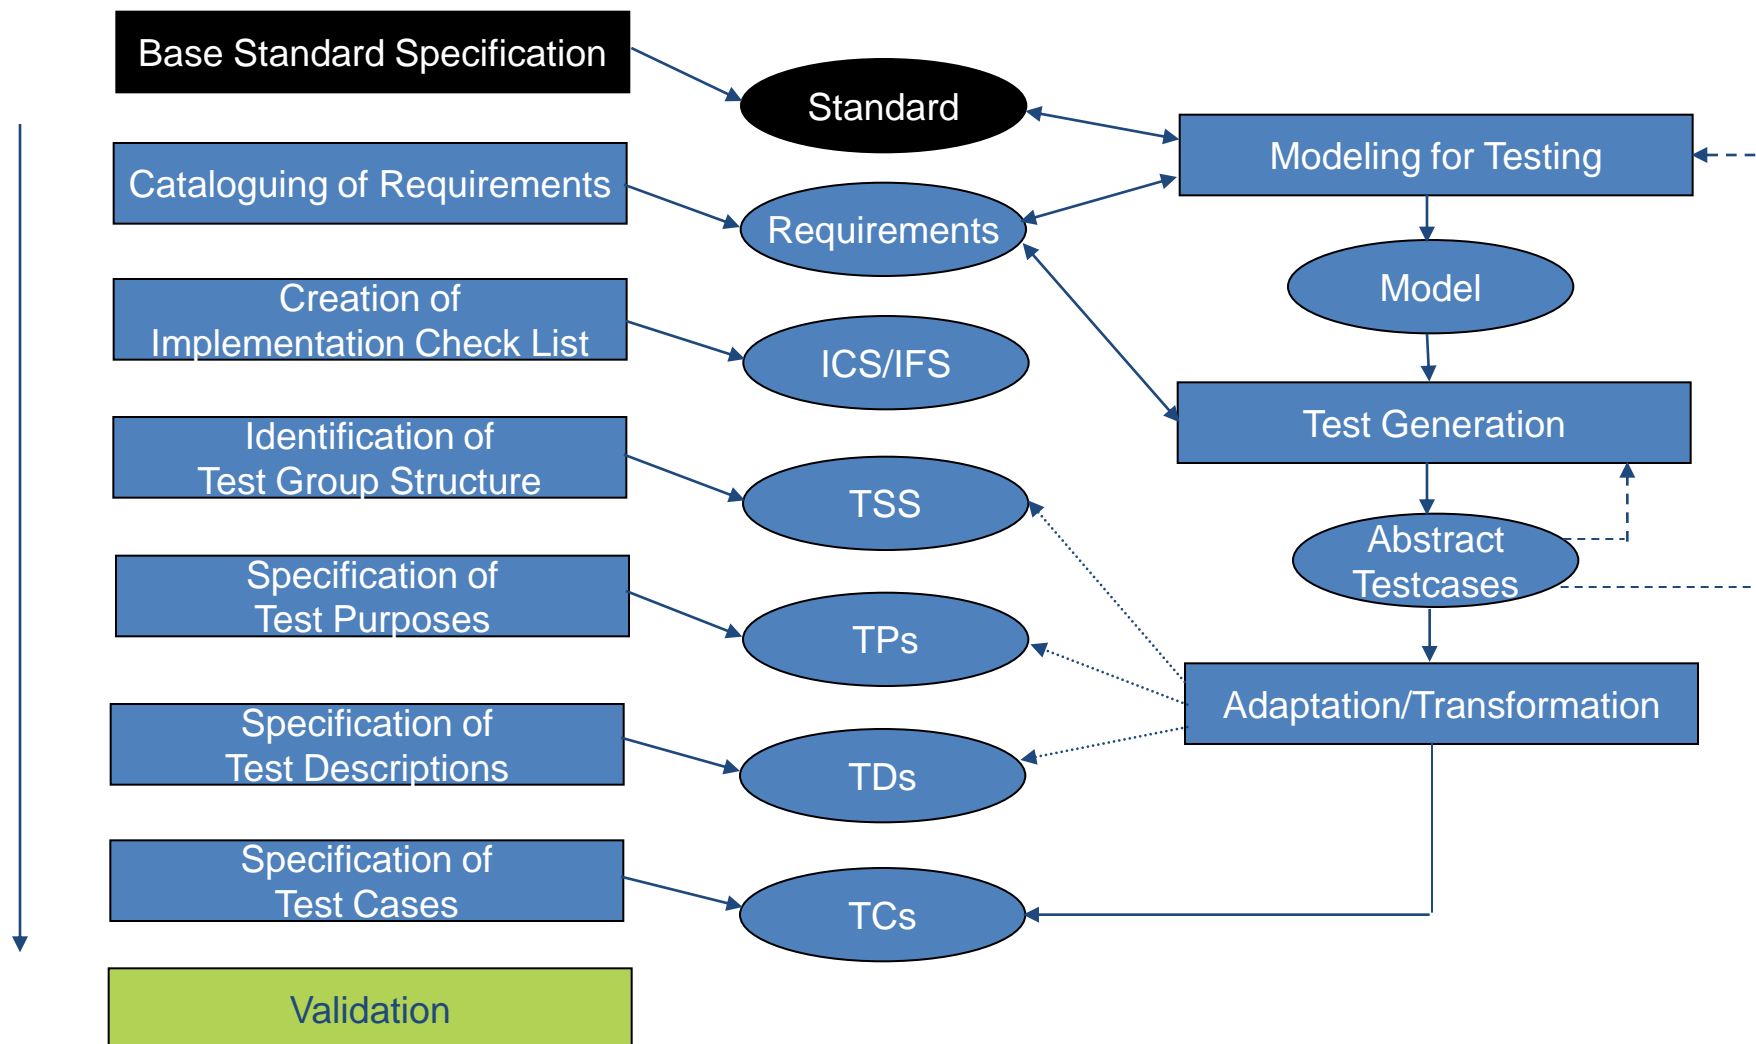 Base Standard Specification
Standard
Modeling for Testing
Cataloguing of Requirements
Requirements
Creation of
Implementation Check List
Model
ICS/IFS
Identification of
Test Group Structure
Test Generation
TSS
Abstract
Testcases
Specification of
Test Purposes
TPs
Adaptation/Transformation
Specification of
Test Descriptions
TDs
Specification of
Test Cases
TCs
Validation